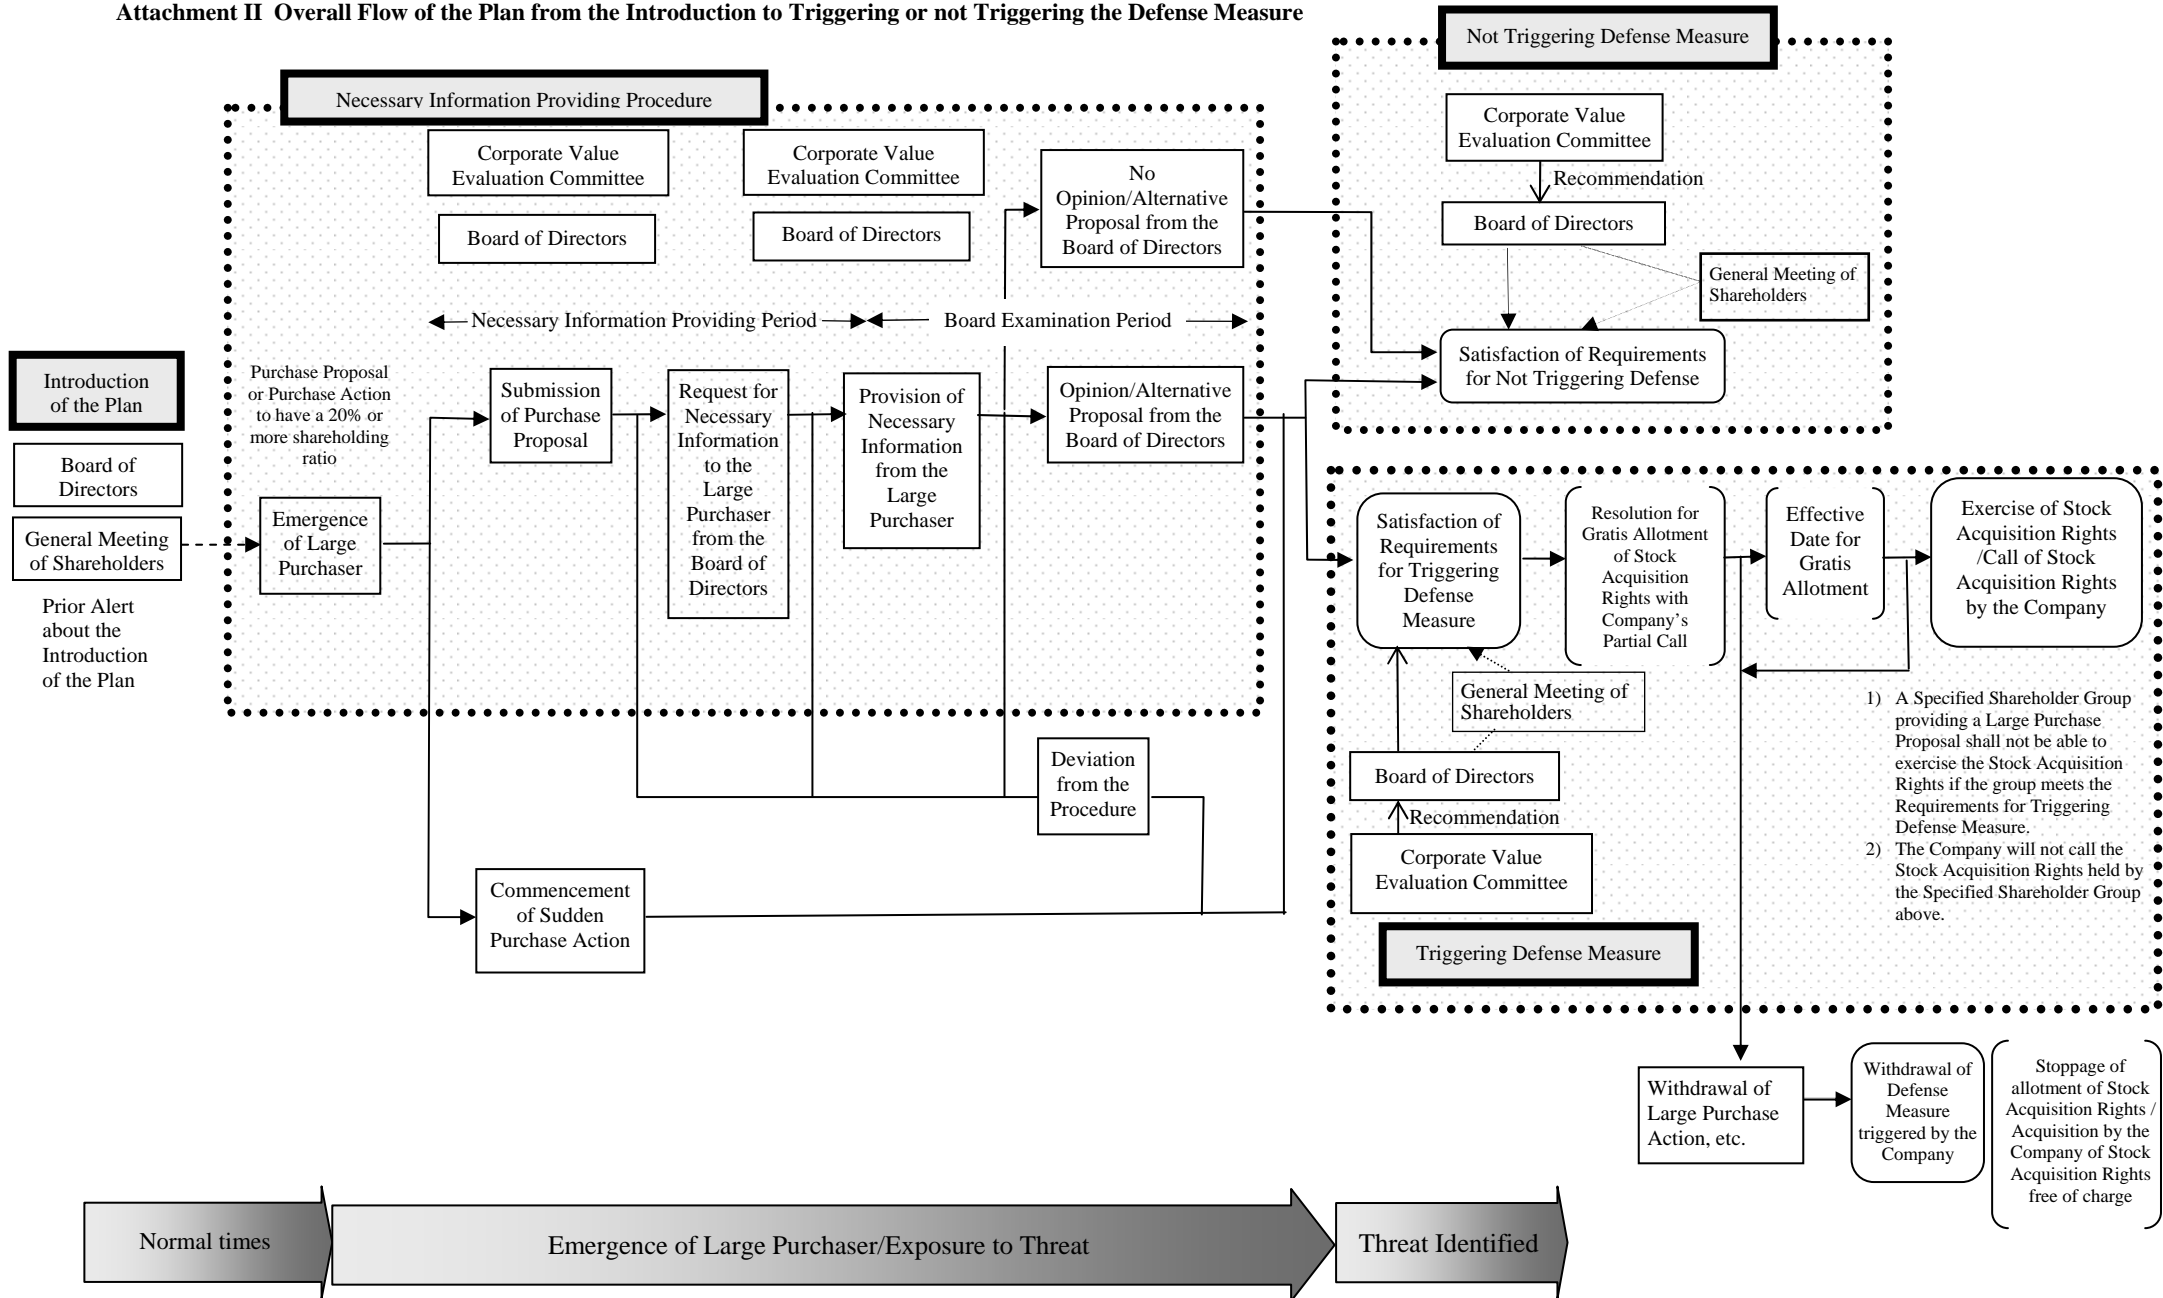 Attachment II  Overall Flow of the Plan from the Introduction to Triggering or not Triggering the Defense Measure
Introduction
of the Plan
Board of
Directors
General Meeting
of Shareholders
Prior Alert
about the
Introduction
of the Plan
Necessary Information Providing Procedure
Corporate Value
Evaluation Committee
Board of Directors
Corporate Value
Evaluation Committee
Board of Directors
No
Opinion/Alternative
Proposal from the
Board of Directors
Necessary Information Providing Period
Board Examination Period
Purchase Proposal
or Purchase Action
to have a 20% or
more shareholding
ratio
Emergence
of Large
Purchaser
Submission
of Purchase
Proposal
Request for
Necessary
Information
to the
Large
Purchaser
from the
Board of
Directors
Provision of
Necessary
Information
from the
Large
Purchaser
Opinion/Alternative
Proposal from the
Board of Directors
Deviation
from the
Procedure
Commencement
of Sudden
Purchase Action
Not Triggering Defense Measure
Corporate Value
Evaluation Committee
Recommendation
Board of Directors
General Meeting of
Shareholders
Satisfaction of Requirements
for Not Triggering Defense
Satisfaction of
Requirements
for Triggering
Defense
Measure
Resolution for
Gratis Allotment
of Stock
Acquisition
Rights with
Company’s
Partial Call
Effective
Date for
Gratis
Allotment
Exercise of Stock
Acquisition Rights
/Call of Stock
Acquisition Rights
by the Company
General Meeting of
Shareholders
Board of Directors
Recommendation
Corporate Value
Evaluation Committee
Triggering Defense Measure
1) A Specified Shareholder Group
providing a Large Purchase
Proposal shall not be able to
exercise the Stock Acquisition
Rights if the group meets the
Requirements for Triggering
Defense Measure.
2) The Company will not call the
Stock Acquisition Rights held by
the Specified Shareholder Group
above.
Withdrawal of
Large Purchase
Action, etc.
Withdrawal of
Defense
Measure
triggered by the
Company
Stoppage of
allotment of Stock
Acquisition Rights /
Acquisition by the
Company of Stock
Acquisition Rights
free of charge
Normal times
Emergence of Large Purchaser/Exposure to Threat
Threat Identified